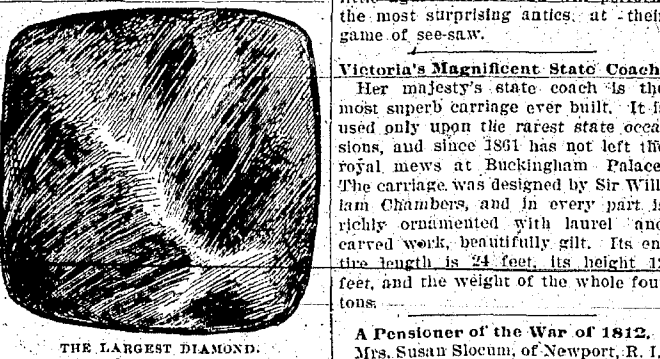 THE LARGEST DIAMOND.
the most surprising antics, at their
game of see-saw.
Victoria's Magnificent State Coach
Her majesty's state coach is the
most superb carriage ever built. It is
used only upon the rarest state occa
sions, and since 1861 has not left the
royal mews at Buckingham Palace
The carriage was designed by Sir Will
iam Chambers, and in every part is
richly ornamented with laurel and
carved work, beautifully gilt. Its en
tire length is 24 feet, its height 12
feet, and the weight of the whole four
tons.
A Pensioner of the War of 1812.
Mrs. Susan Slocum, of Newport, R. I.